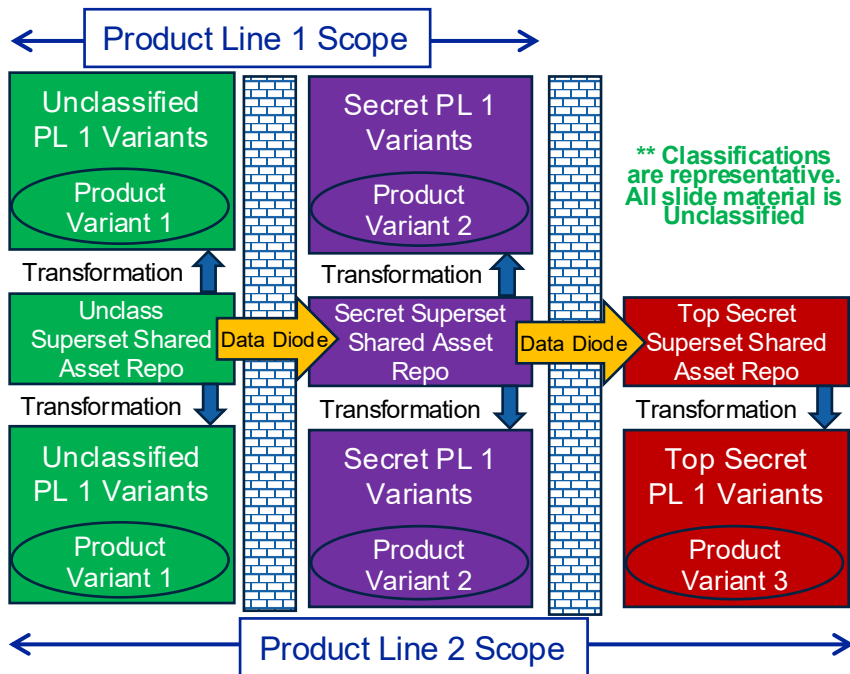 Product Line 1 Scope
Unclassified
PL 1 Variants
Product
Variant 1
Secret PL 1
Variants
Product
Variant 2
** Classifications
are representative.
All slide material is
Unclassified
Transformation
Transformation
Unclass
Superset Shared
Asset Repo
Data Diode
Secret Superset
Shared Asset
Repo
Data Diode
Top Secret
Superset Shared
Asset Repo
Transformation
Transformation
Transformation
Unclassified
PL 1 Variants
Product
Variant 1
Secret PL 1
Variants
Product
Variant 2
Top Secret
PL 1 Variants
Product
Variant 3
Product Line 2 Scope